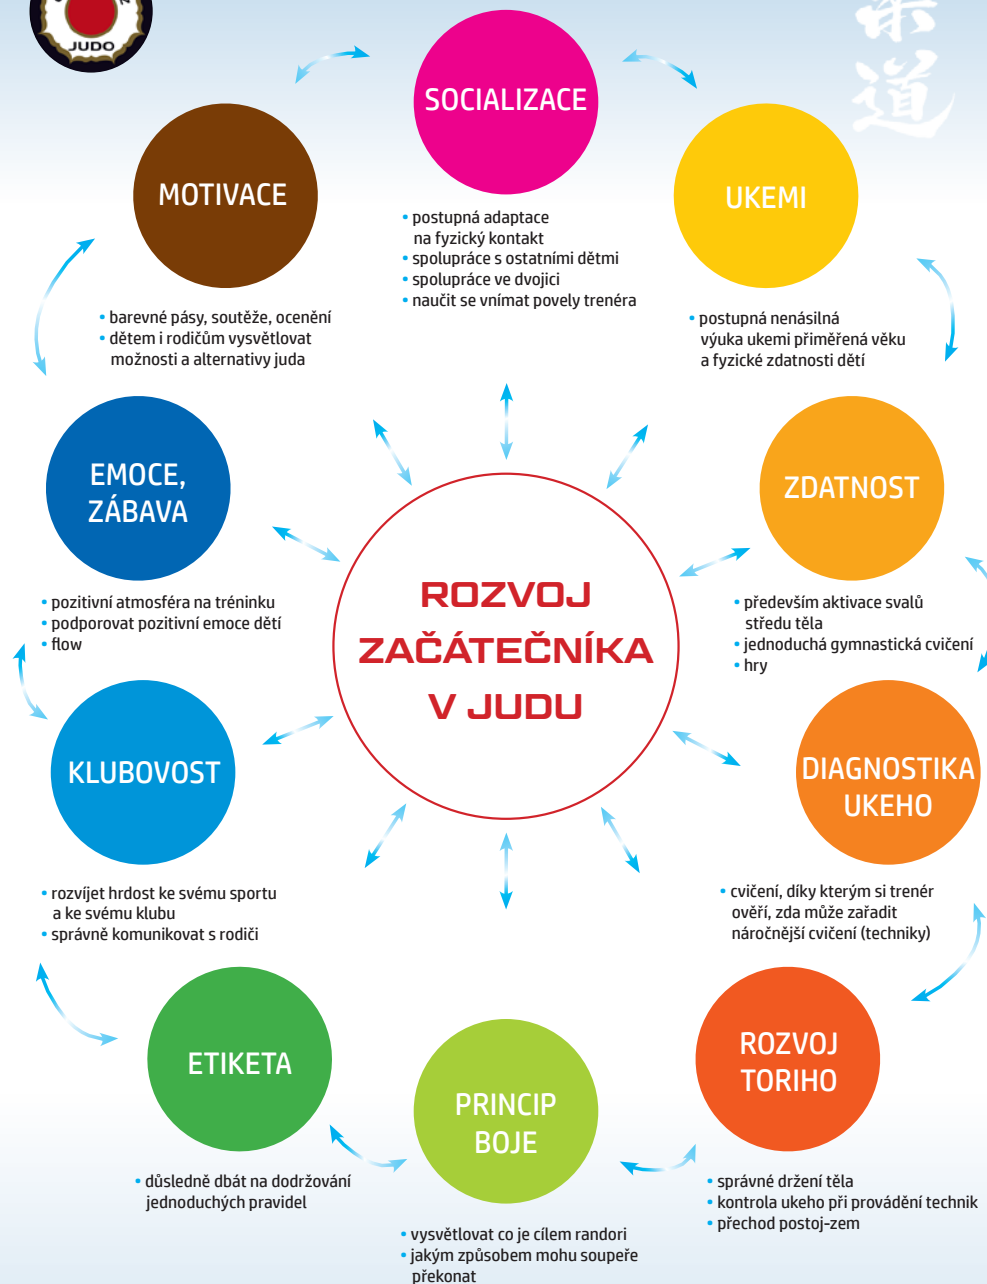 JUDO
柔
道
SOCIALIZACE
• postupná adaptace
na fyzický kontakt
• spolupráce s ostatními dětmi
• spolupráce ve dvojici
• naučit se vnímat povely trenéra
UKEMI
• postupná nenásilná
výuka ukemi přiměřená věku
a fyzické zdatnosti dětí
ZDATNOST
• především aktivace svalů
středu těla
• jednoduchá gymnastická cvičení
• hry
DIAGNOSTIKA
UKEHO
• cvičení, díky kterým si trenér
ověří, zda může zařadit
náročnější cvičení (techniky)
ROZVOJ
TORIHO
• správné držení těla
• kontrola ukeho při provádění technik
• přechod postoj-zem
PRINCIP
BOJE
• vysvětlovat co je cílem randori
• jakým způsobem mohu soupeře
překonat
ETIKETA
• důsledně dbát na dodržování
jednoduchých pravidel
KLUBOVOST
• rozvíjet hrdost ke svému sportu
a ke svému klubu
• správně komunikovat s rodiči
EMOCE,
ZÁBAVA
• pozitivní atmosféra na tréninku
• podporovat pozitivní emoce dětí
• flow
MOTIVACE
• barevné pásy, soutěže, ocenění
• dětem i rodičům vysvětlovat
možnosti a alternativy juda
ROZVOJ
ZAČÁTEČNÍKA
V JUDU